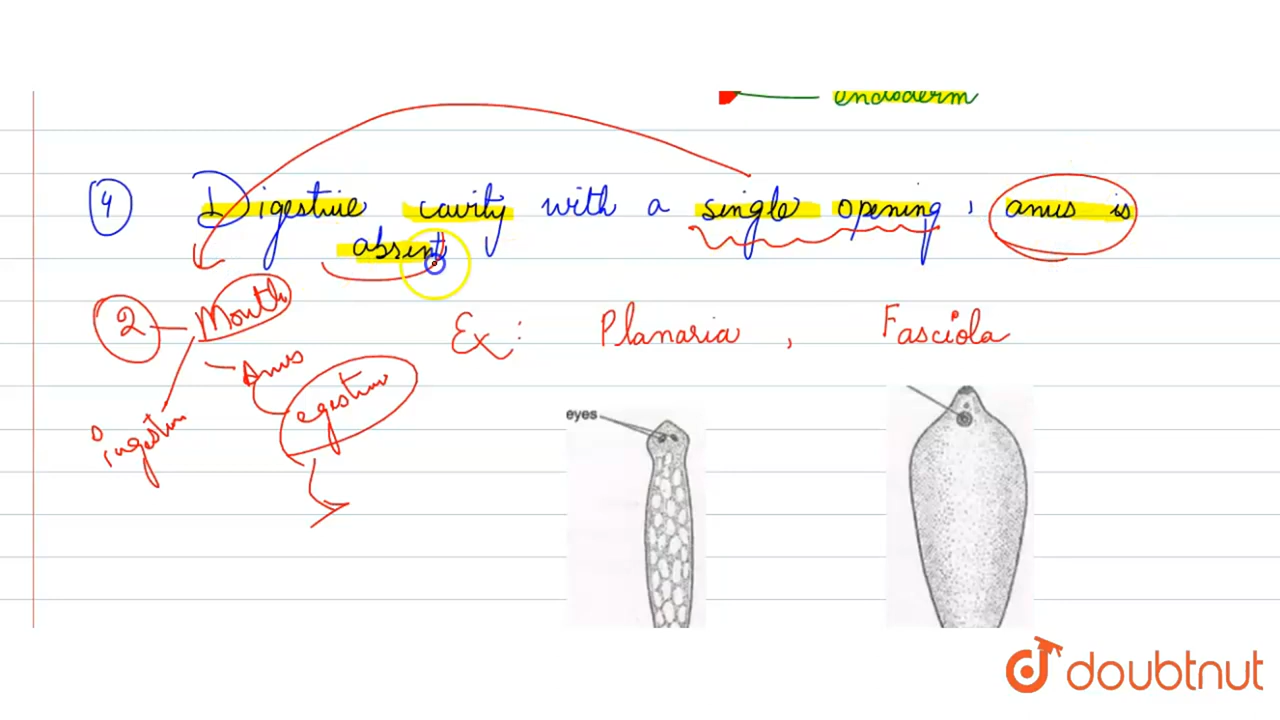 endoderm
4 Digestive cavity with a single opening, anus is
absent
2 - Mouth
Anus
egestion
ingestion
Ex: Planaria, Fasciola
eyes
doubtnut